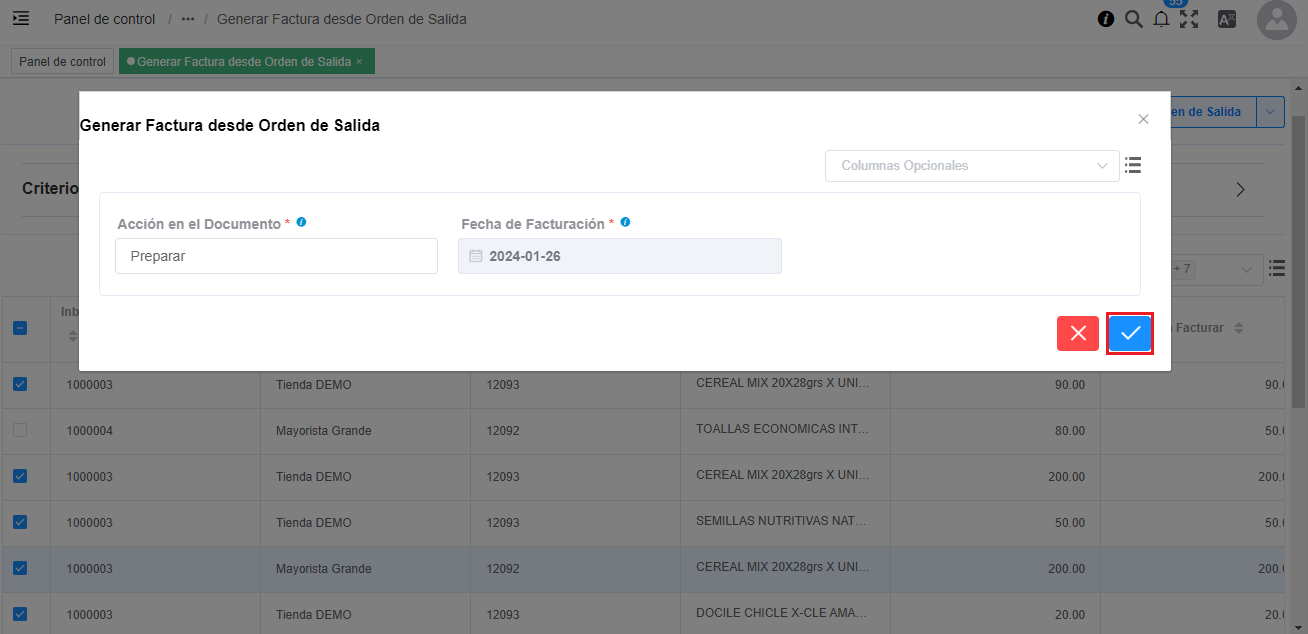 Panel de control / ••• / Generar Factura desde Orden de Salida
55
Panel de control
Generar Factura desde Orden de Salida ×
Generar Factura desde Orden de Salida
en de Salida
Columnas Opcionales
Criterio
Acción en el Documento * Fecha de Facturación *
Preparar 2024-01-26
+ 7
Inb
Facturar
1000003 Tienda DEMO 12093 CEREAL MIX 20X28grs X UNI... 90.00 90.0
1000004 Mayorista Grande 12092 TOALLAS ECONOMICAS INT... 80.00 50.0
1000003 Tienda DEMO 12093 CEREAL MIX 20X28grs X UNI... 200.00 200.0
1000003 Tienda DEMO 12093 SEMILLAS NUTRITIVAS NAT... 50.00 50.0
1000003 Mayorista Grande 12092 CEREAL MIX 20X28grs X UNI... 200.00 200.0
1000003 Tienda DEMO 12093 DOCILE CHICLE X-CLE AMA... 20.00 20.0